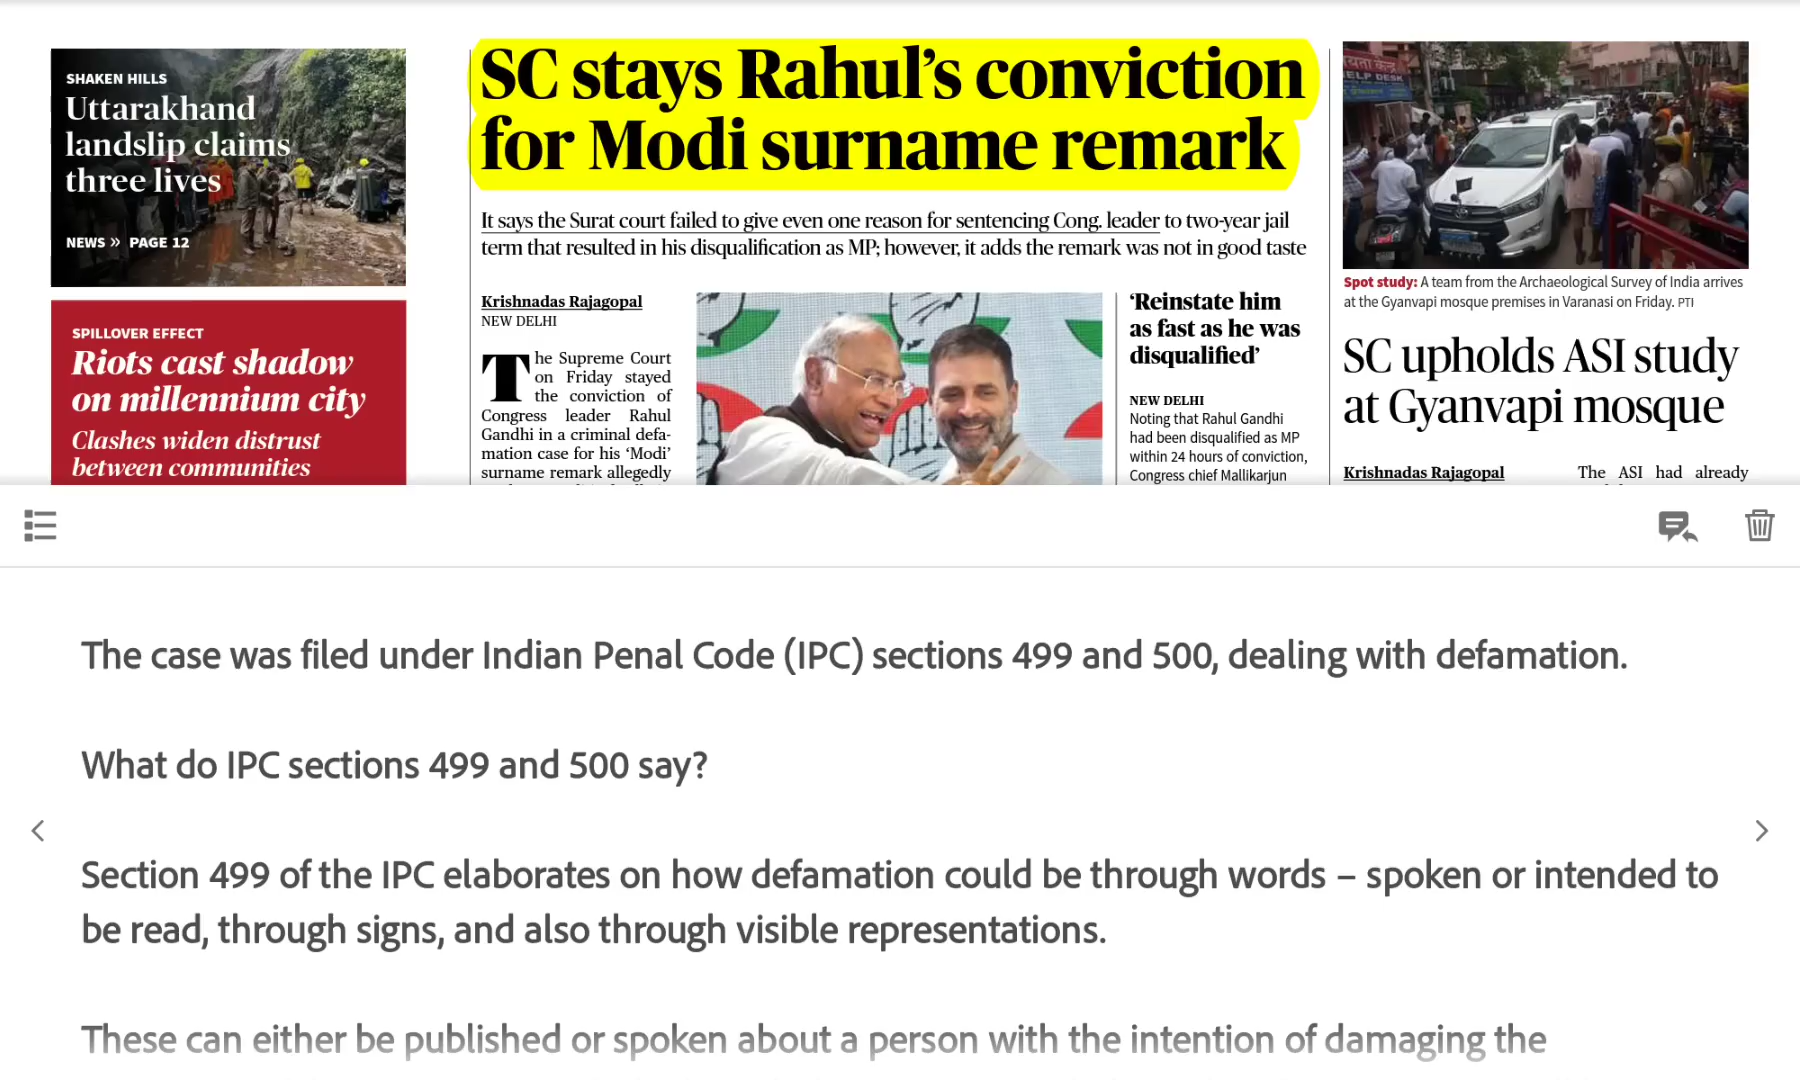 SHAKEN HILLS
Uttarakhand
landslip claims
three lives
NEWS » PAGE 12
SPILLOVER EFFECT
Riots cast shadow
on millennium city
Clashes widen distrust
between communities
SC stays Rahul’s conviction
for Modi surname remark
It says the Surat court failed to give even one reason for sentencing Cong. leader to two-year jail
term that resulted in his disqualification as MP; however, it adds the remark was not in good taste
Krishnadas Rajagopal
NEW DELHI
The Supreme Court
on Friday stayed
the conviction of
Congress leader Rahul
Gandhi in a criminal defa-
mation case for his ‘Modi’
surname remark allegedly
‘Reinstate him
as fast as he was
disqualified’
NEW DELHI
Noting that Rahul Gandhi
had been disqualified as MP
within 24 hours of conviction,
Congress chief Mallikarjun
HELP DESK
Spot study: A team from the Archaeological Survey of India arrives
at the Gyanvapi mosque premises in Varanasi on Friday. PTI
SC upholds ASI study
at Gyanvapi mosque
Krishnadas Rajagopal
The ASI had already
The case was filed under Indian Penal Code (IPC) sections 499 and 500, dealing with defamation.
What do IPC sections 499 and 500 say?
Section 499 of the IPC elaborates on how defamation could be through words – spoken or intended to
be read, through signs, and also through visible representations.
These can either be published or spoken about a person with the intention of damaging the